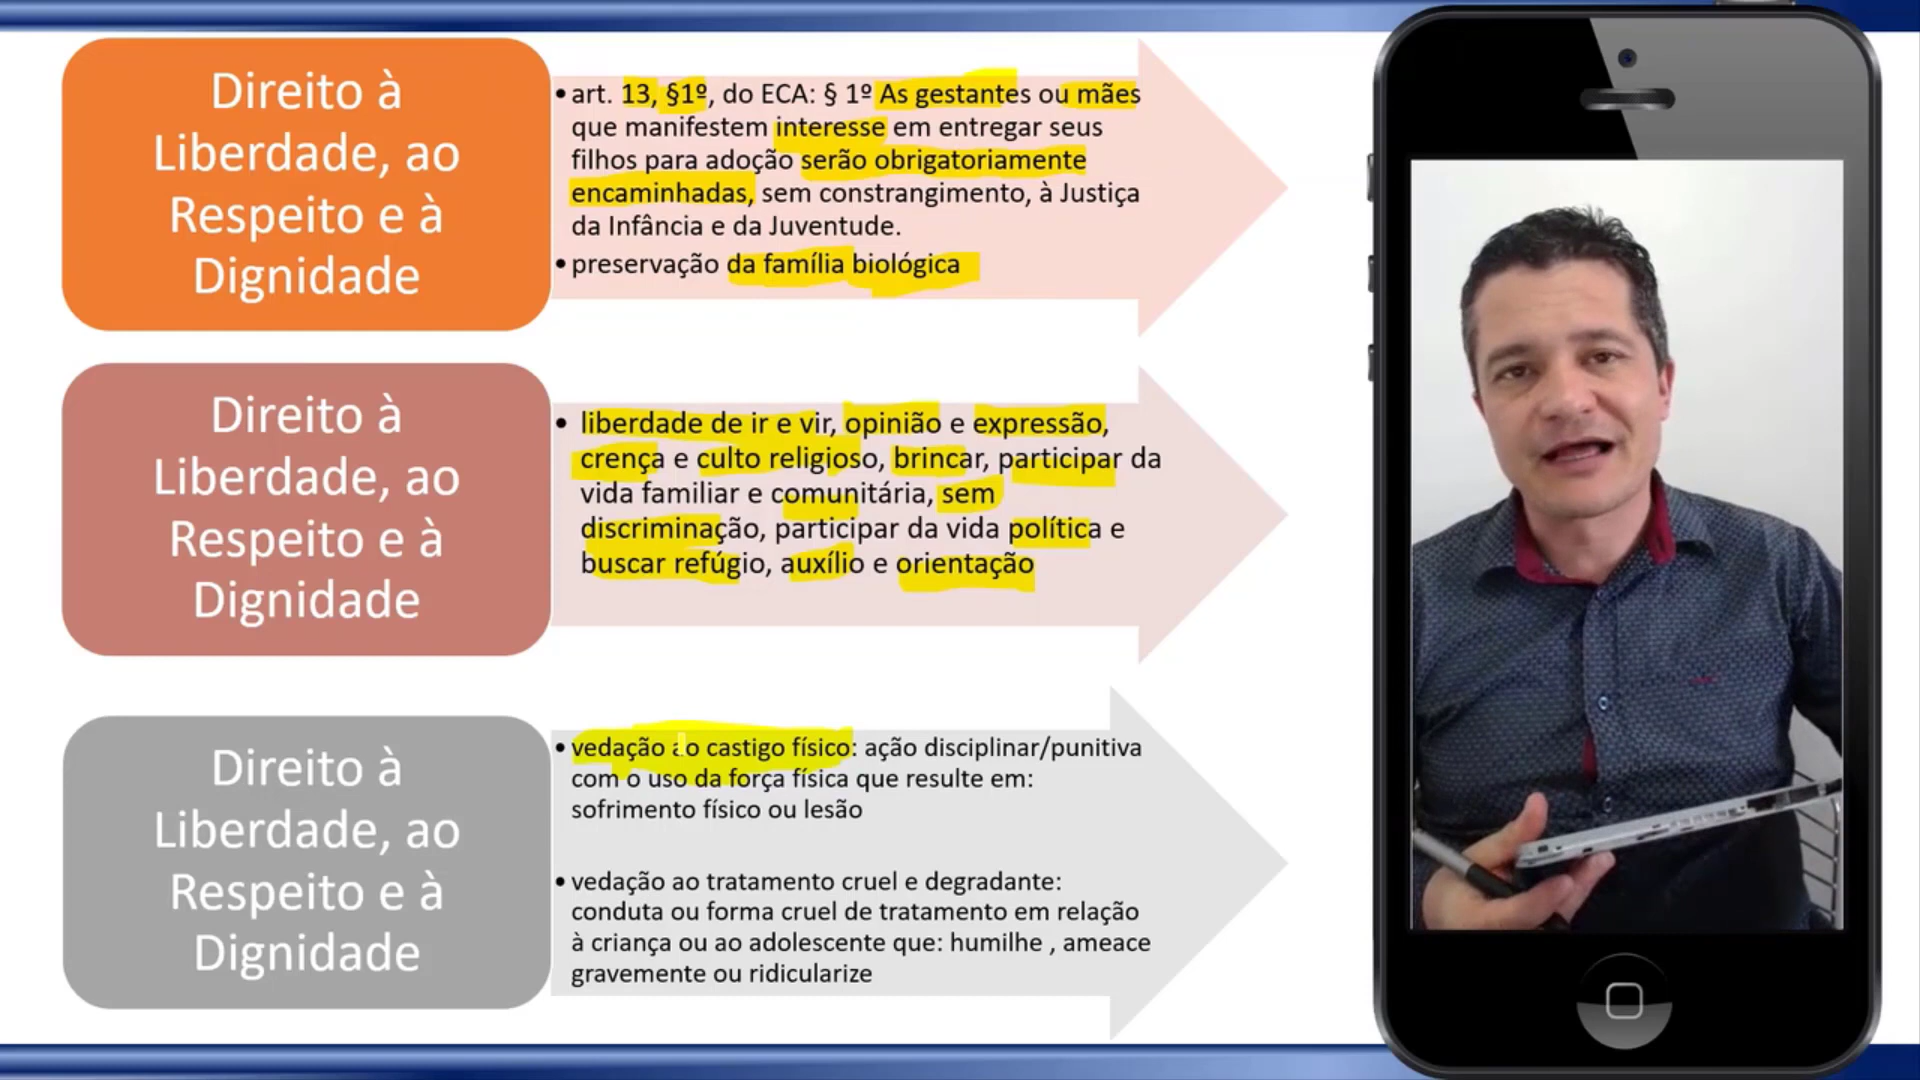 Direito à
Liberdade, ao
Respeito e à
Dignidade
•art. 13, §1º, do ECA: § 1º As gestantes ou mães
que manifestem interesse em entregar seus
filhos para adoção serão obrigatoriamente
encaminhadas, sem constrangimento, à Justiça
da Infância e da Juventude.
•preservação da família biológica
Direito à
Liberdade, ao
Respeito e à
Dignidade
• liberdade de ir e vir, opinião e expressão,
crença e culto religioso, brincar, participar da
vida familiar e comunitária, sem
discriminação, participar da vida política e
buscar refúgio, auxílio e orientação
Direito à
Liberdade, ao
Respeito e à
Dignidade
•vedação ao castigo físico: ação disciplinar/punitiva
com o uso da força física que resulte em:
sofrimento físico ou lesão
•vedação ao tratamento cruel e degradante:
conduta ou forma cruel de tratamento em relação
à criança ou ao adolescente que: humilhe , ameace
gravemente ou ridicularize